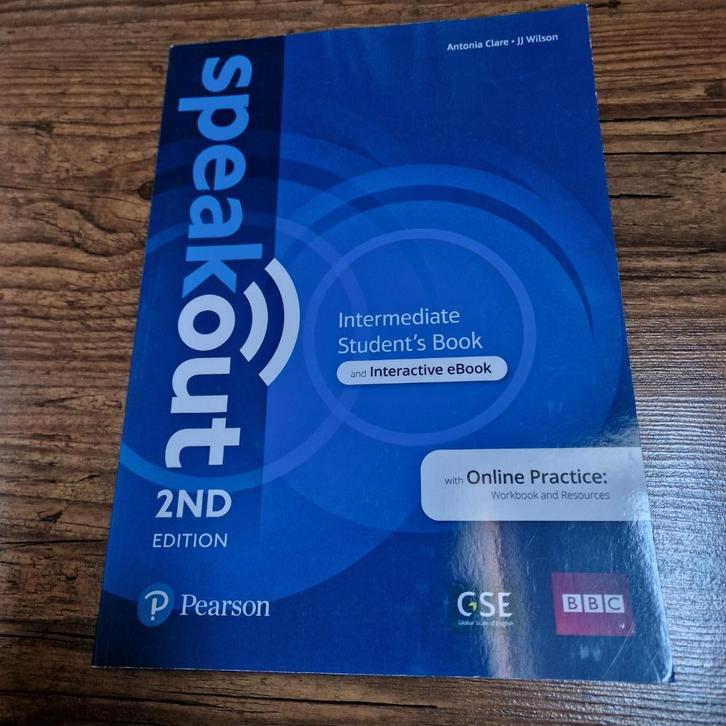 Antonia Clare • JJ Wilson
speakout
2ND
EDITION
Intermediate
Student's Book
and Interactive eBook
with Online Practice:
Workbook and Resources
Pearson
GSE
Global Scale of English
BBC